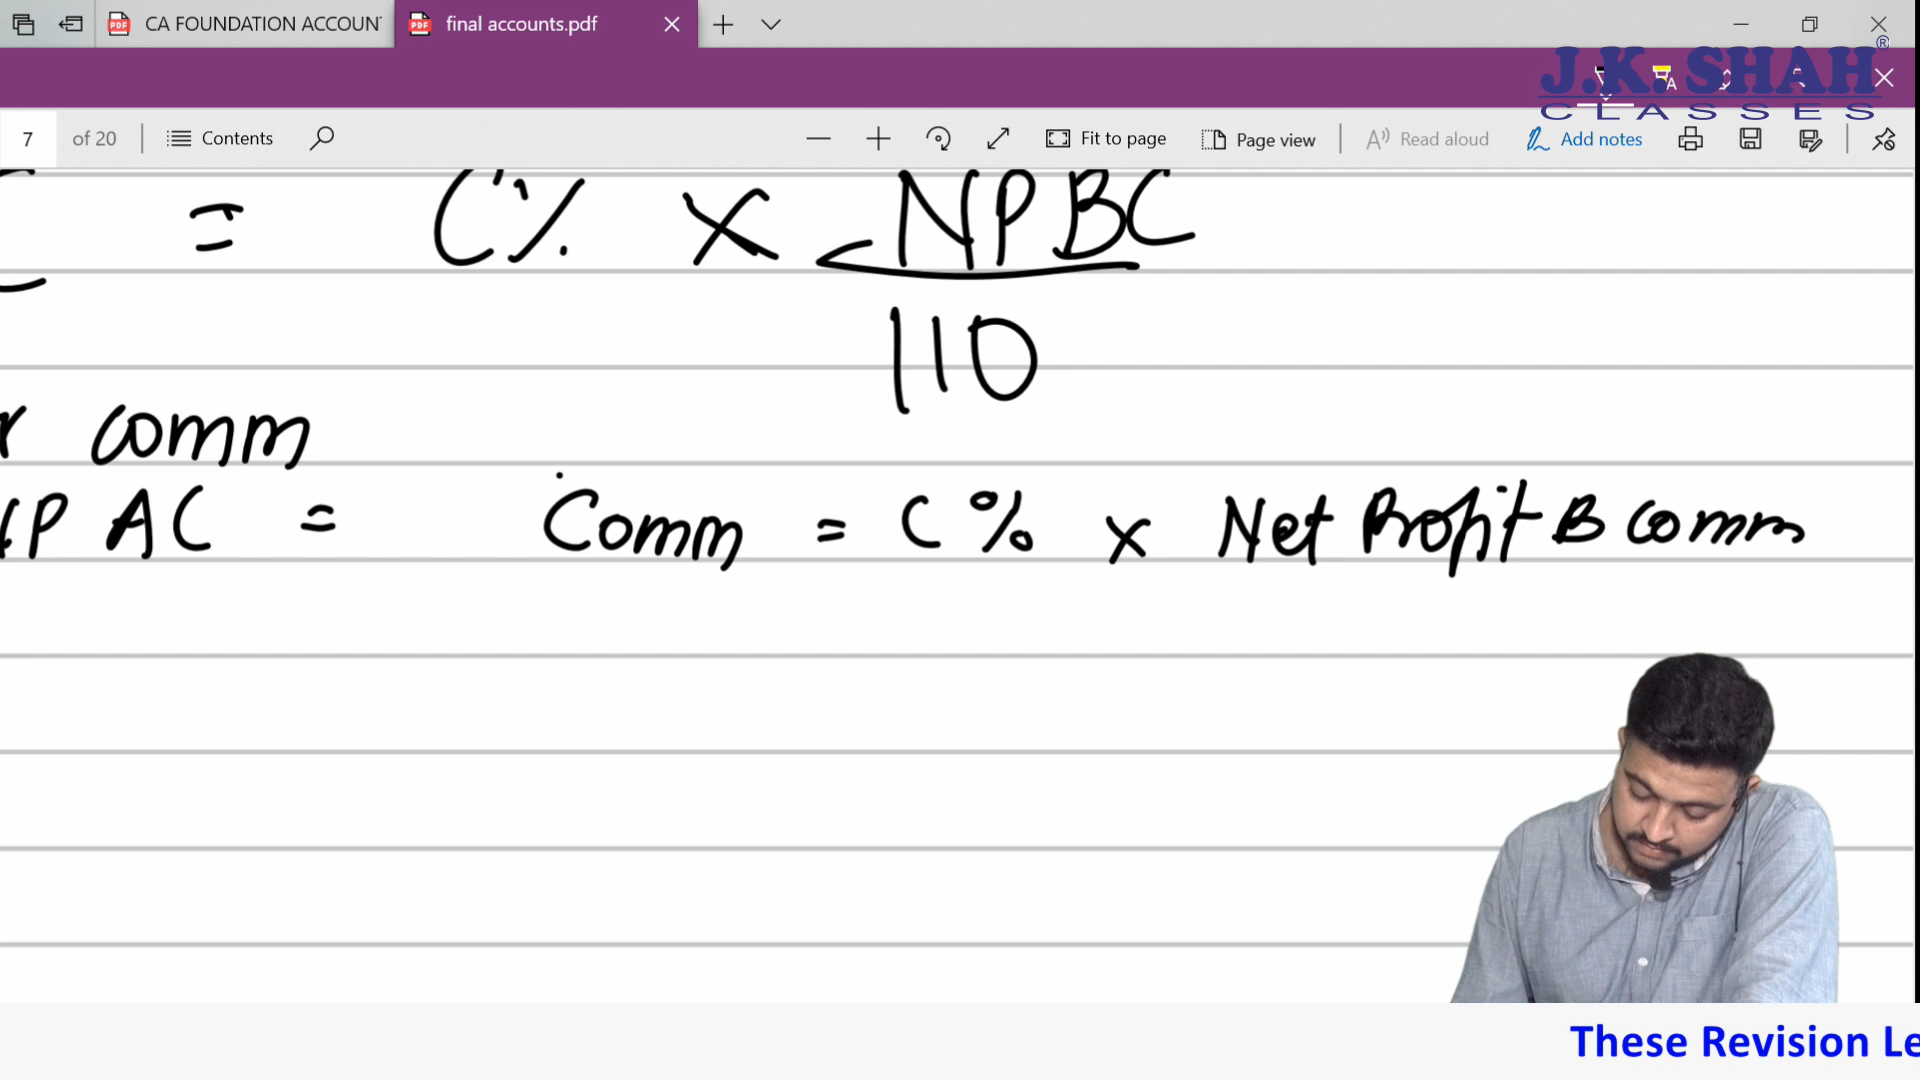 CA FOUNDATION ACCOUN
final accounts.pdf
J.K. SHAH ®
CLASSES
7 of 20 Contents Fit to page Page view Read aloud Add notes
= C% × NPBC
110
comm
P AC = Comm = C% × Net Profit B comm
These Revision Le